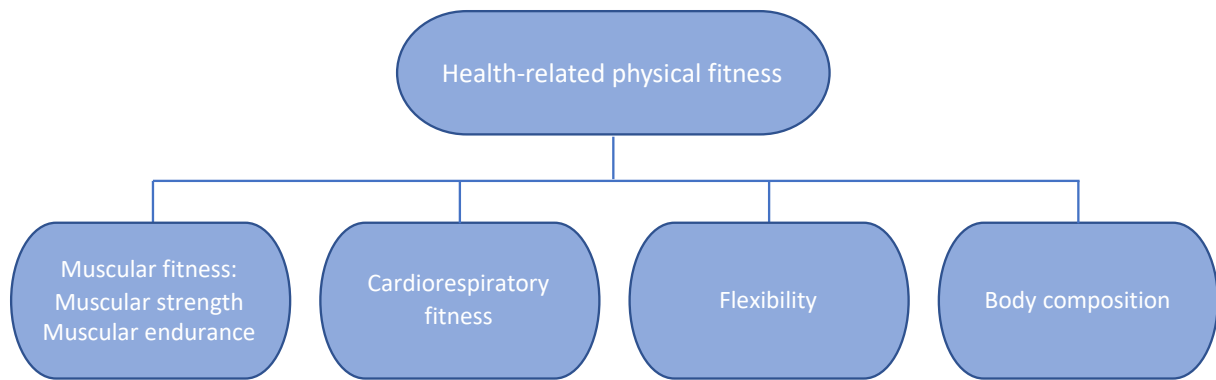 Health-related physical fitness
Muscular fitness:
Muscular strength
Muscular endurance
Cardiorespiratory
fitness
Flexibility
Body composition